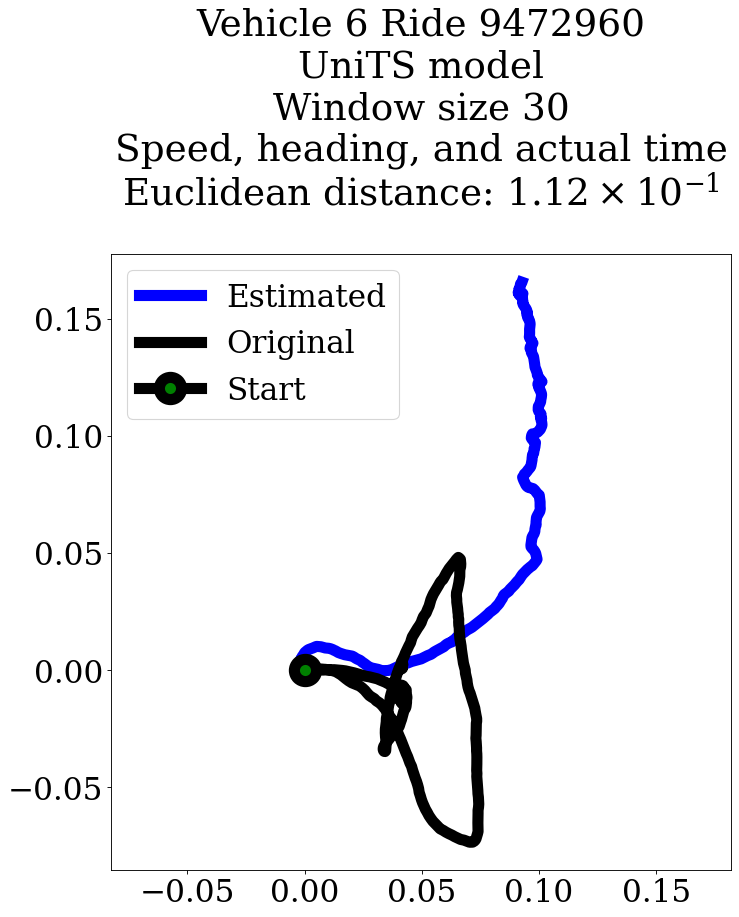 Vehicle 6 Ride 9472960
UniTS model
Window size 30
Speed, heading, and actual time
Euclidean distance: 1.12 × 10⁻¹
Estimated
Original
Start
0.15
0.10
0.05
0.00
−0.05
−0.05 0.00 0.05 0.10 0.15